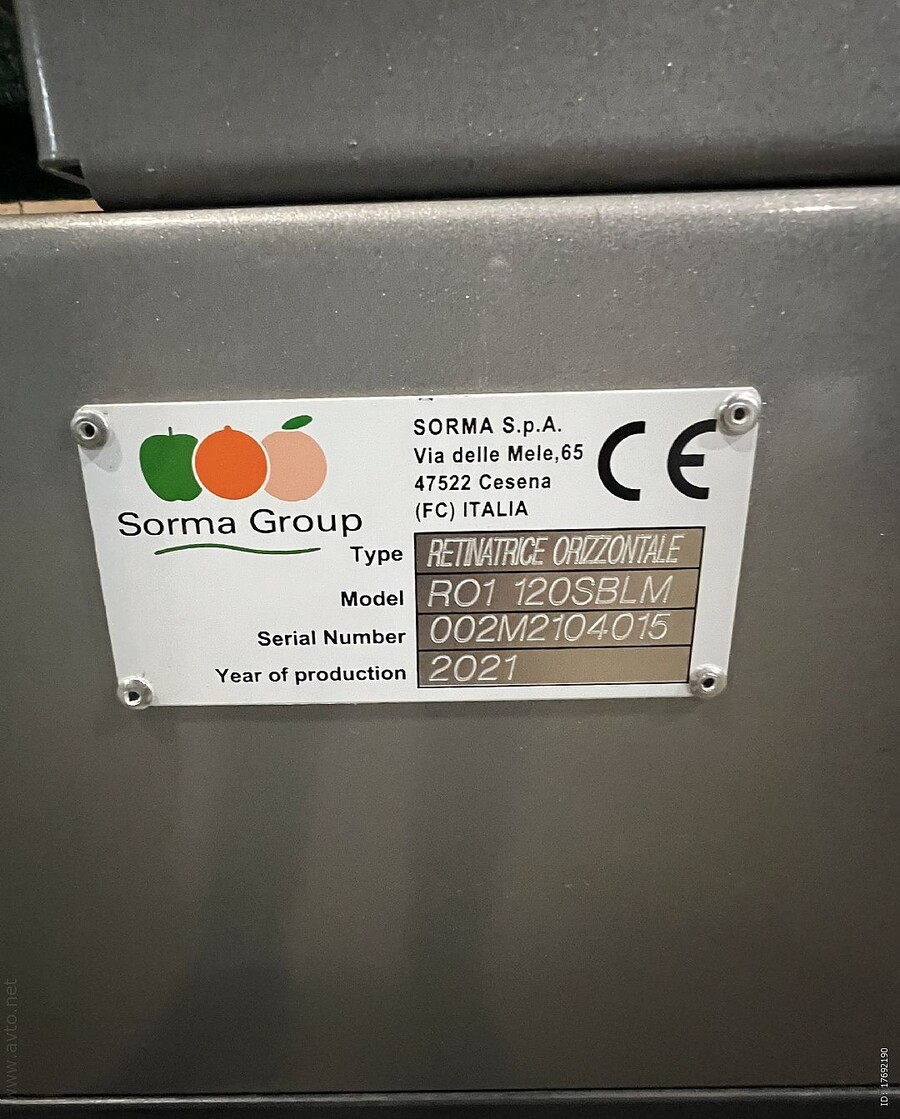 SORMA S.p.A.
Via delle Mele,65
47522 Cesena
(FC) ITALIA
CE
Sorma Group
Type RETINATRICE ORIZZONTALE
Model RO1 120SBLM
Serial Number 002M2104015
Year of production 2021
www.avto.net
ID: 17692190